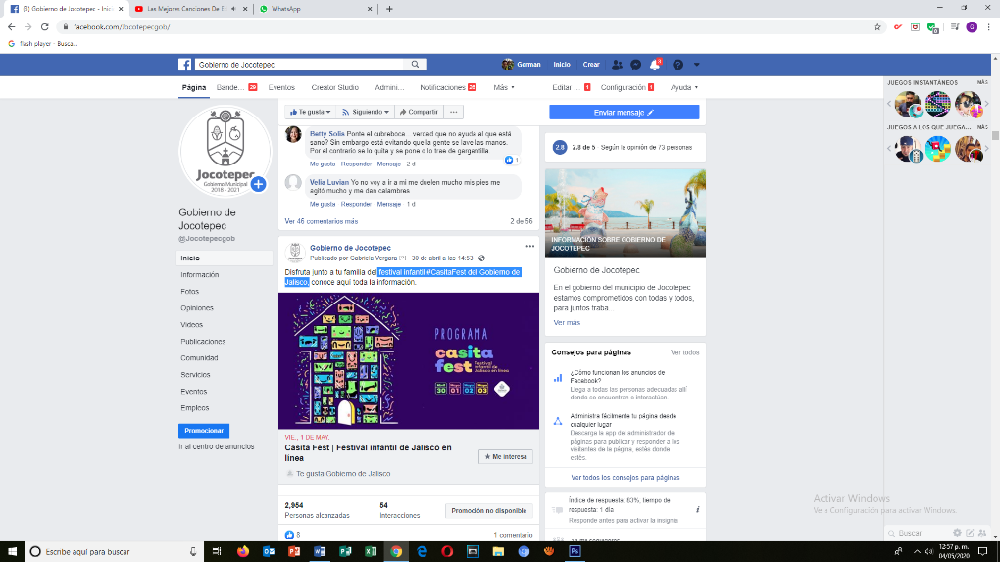 (3) Gobierno de Jocotepec - Inici
Las Mejores Canciones De Es
WhatsApp
facebook.com/Jocotepecgob/
flash player - Busca...
Gobierno de Jocotepec
German
Inicio
Crear
Página
Bande...
29
Eventos
Creator Studio
Admini...
Notificaciones
26
Más
Editar ...
1
Configuración
1
Ayuda
Jocotepec
Gobierno Municipal
2018 - 2021
Gobierno de
Jocotepec
@Jocotepecgob
Inicio
Información
Fotos
Opiniones
Videos
Publicaciones
Comunidad
Servicios
Eventos
Empleos
Promocionar
Ir al centro de anuncios
Te gusta
Siguiendo
Compartir
Betty Solis Ponte el cubreboca... verdad que no ayuda al que está
sano? Sin embargo está evitando que la gente se lave las manos.
Por el contrario se lo quita y se pone o lo trae de gargantilla
1
Me gusta Responder Mensaje 2 d
Velia Luvian Yo no voy a ir a mi me duelen mucho mis pies me
agitó mucho y me dan calambres
Me gusta Responder Mensaje 1 d
Ver 46 comentarios más
2 de 56
Gobierno de Jocotepec
Publicado por Gabriela Vergara [?] · 30 de abril a las 14:53 ·
Disfruta junto a tu familia del festival infantil #CasitaFest del Gobierno de
Jalisco, conoce aquí toda la información.
PROGRAMA
casita
fest
Festival
infantil de
Jalisco
en línea
30 01 02 03
VIE., 1 DE MAY.
Casita Fest | Festival infantil de Jalisco en
línea
Me interesa
Te gusta Gobierno de Jalisco
2,954
Personas alcanzadas
54
Interacciones
Promoción no disponible
8
1 comentario
Enviar mensaje
2.8
2.8 de 5 Según la opinión de 73 personas
INFORMACIÓN SOBRE GOBIERNO DE
JOCOTEPEC
Gobierno de Jocotepec
En el gobierno del municipio de Jocotepec
estamos comprometidos con todas y todos,
para juntos traba
Ver más
Consejos para páginas
Ver todos
¿Cómo funcionan los anuncios de
Facebook?
Llega a todas las personas adecuadas allí
donde se encuentran e interactúan.
Administra fácilmente tu página desde
cualquier lugar
Descarga la app del administrador de
páginas para publicar y responder a los
visitantes de la página, estés donde
estés.
Ver todos los consejos para páginas
Índice de respuesta: 83%, tiempo de
respuesta: 1 día
Responde antes para activar la insignia
14 mil seguidores
JUEGOS INSTANTÁNEOS
MÁS
JUEGOS A LOS QUE JUEGA...
MÁS
Activar Windows
Ve a Configuración para activar Windows.
Buscar
Escribe aquí para buscar
12:57 p. m.
04/05/2020